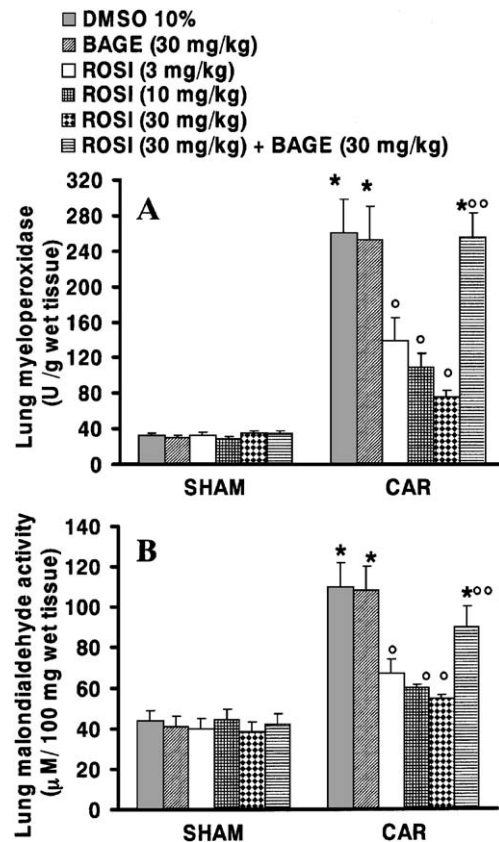 DMSO 10%
BAGE (30 mg/kg)
ROSI (3 mg/kg)
ROSI (10 mg/kg)
ROSI (30 mg/kg)
ROSI (30 mg/kg) + BAGE (30 mg/kg)
A
Lung myeloperoxidase
(U /g wet tissue)
320
280
240
200
160
120
80
40
0
* * ° ° ° *°°
SHAM CAR
B
Lung malondialdehyde activity
(μM/ 100 mg wet tissue)
140
120
100
80
60
40
20
0
* * ° ° ° *°°
SHAM CAR